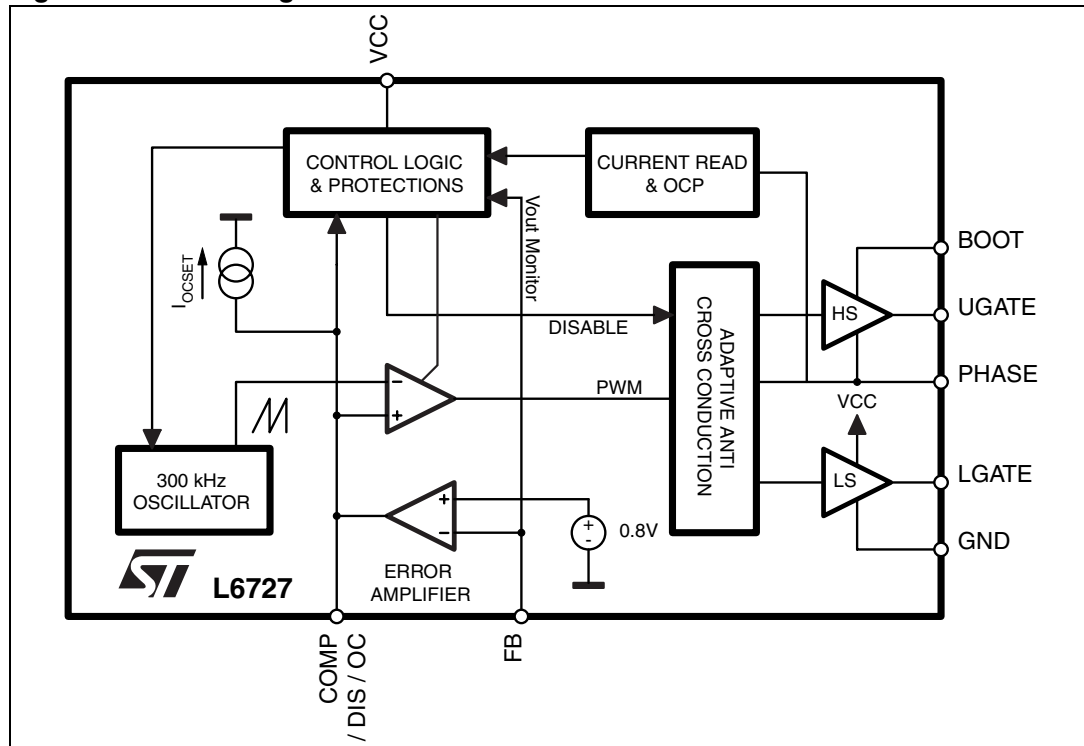 VCC
CONTROL LOGIC
& PROTECTIONS
CURRENT READ
& OCP
IOCSET
Vout Monitor
BOOT
HS
UGATE
DISABLE
ADAPTIVE ANTI
CROSS CONDUCTION
PHASE
PWM
VCC
-
+
300 kHz
OSCILLATOR
LS
LGATE
+
-
+
-
0.8V
GND
ERROR
AMPLIFIER
ST
L6727
COMP
/ DIS / OC
FB